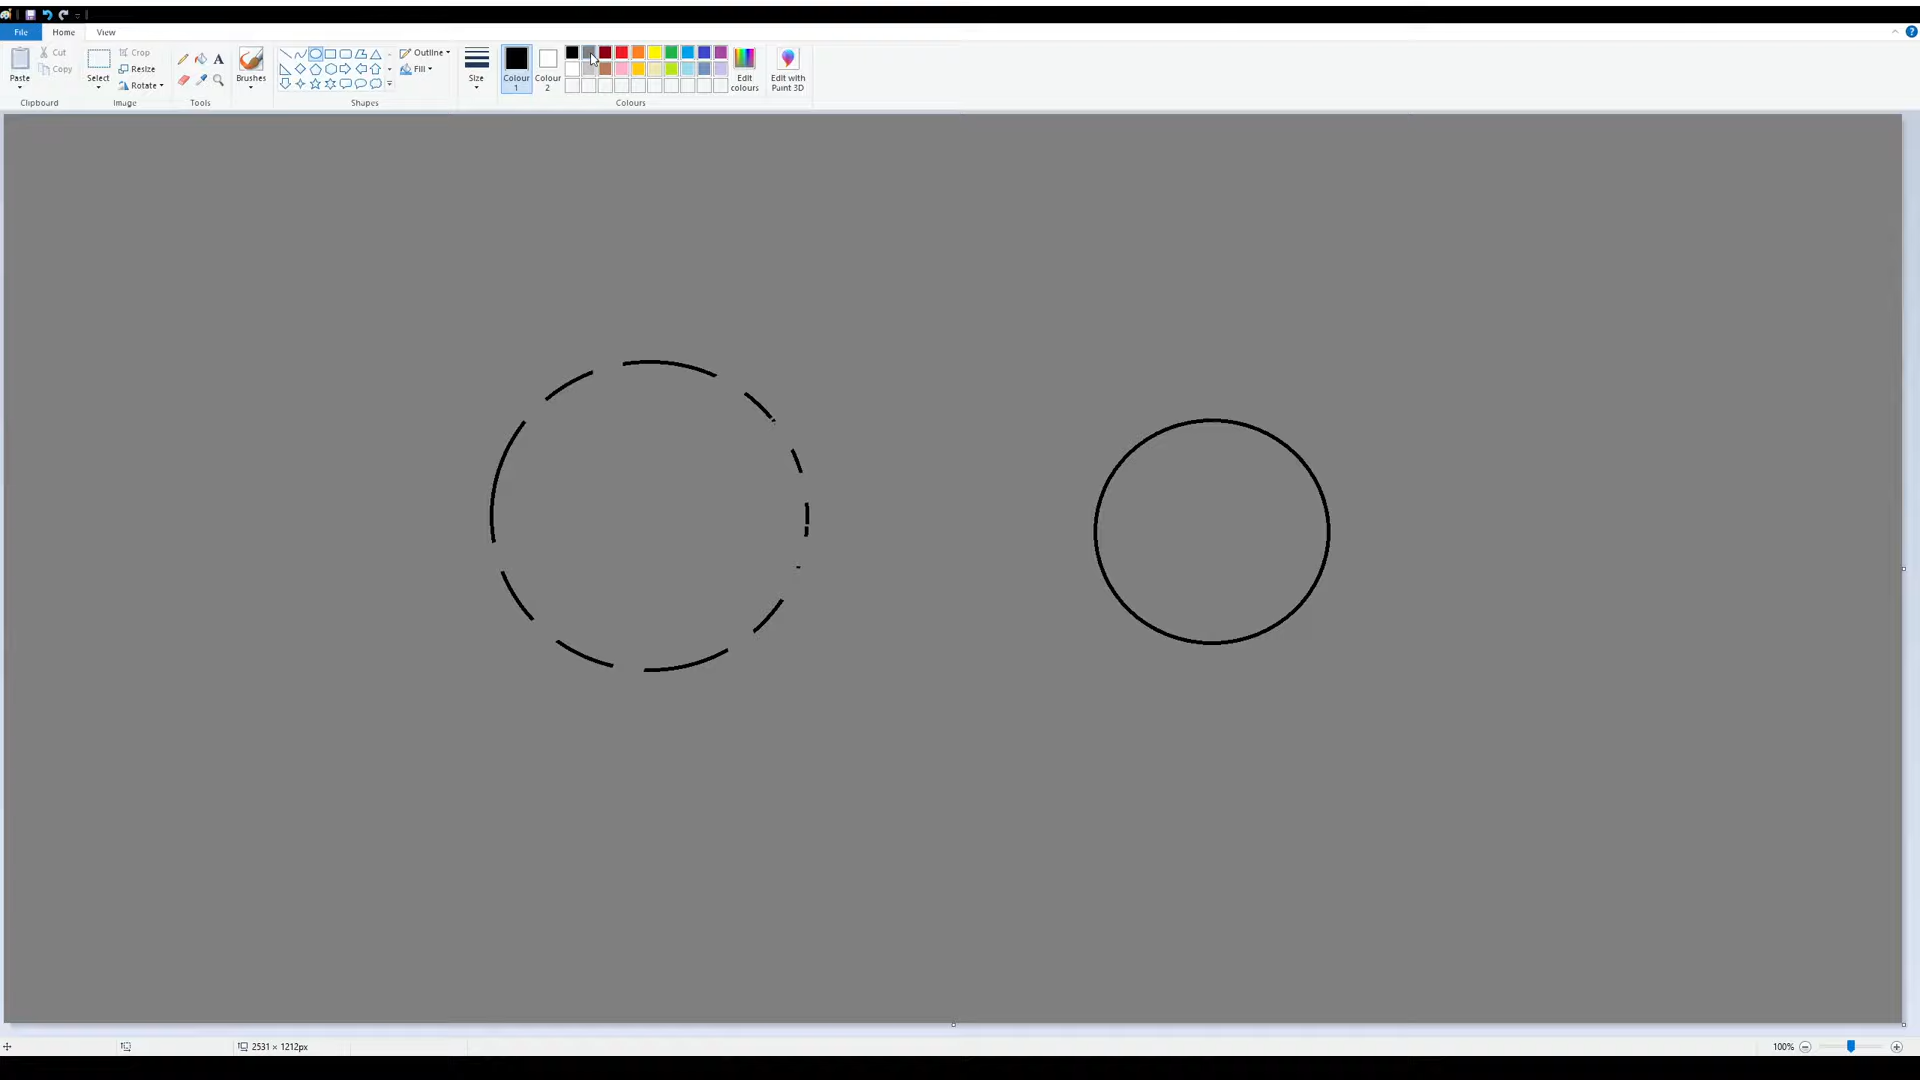 File Home View
Paste
Cut
Copy
Clipboard
Select
Crop
Resize
Rotate
Image
Tools
Brushes
Outline
Fill
Shapes
Size
Colour 1
Colour 2
Edit colours
Edit with Paint 3D
Colours
2531 × 1212px
100%